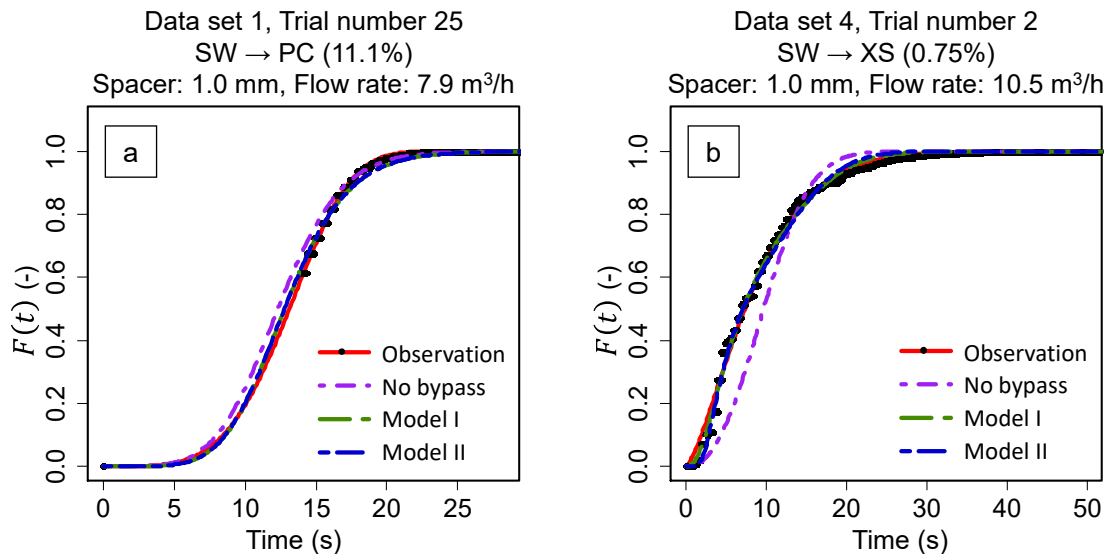 Data set 1, Trial number 25
SW → PC (11.1%)
Spacer: 1.0 mm, Flow rate: 7.9 m³/h
a
F(t) (-)
1.0
0.8
0.6
0.4
0.2
0.0
Observation
No bypass
Model I
Model II
0 5 10 15 20 25
Time (s)
Data set 4, Trial number 2
SW → XS (0.75%)
Spacer: 1.0 mm, Flow rate: 10.5 m³/h
b
F(t) (-)
1.0
0.8
0.6
0.4
0.2
0.0
Observation
No bypass
Model I
Model II
0 10 20 30 40 50
Time (s)